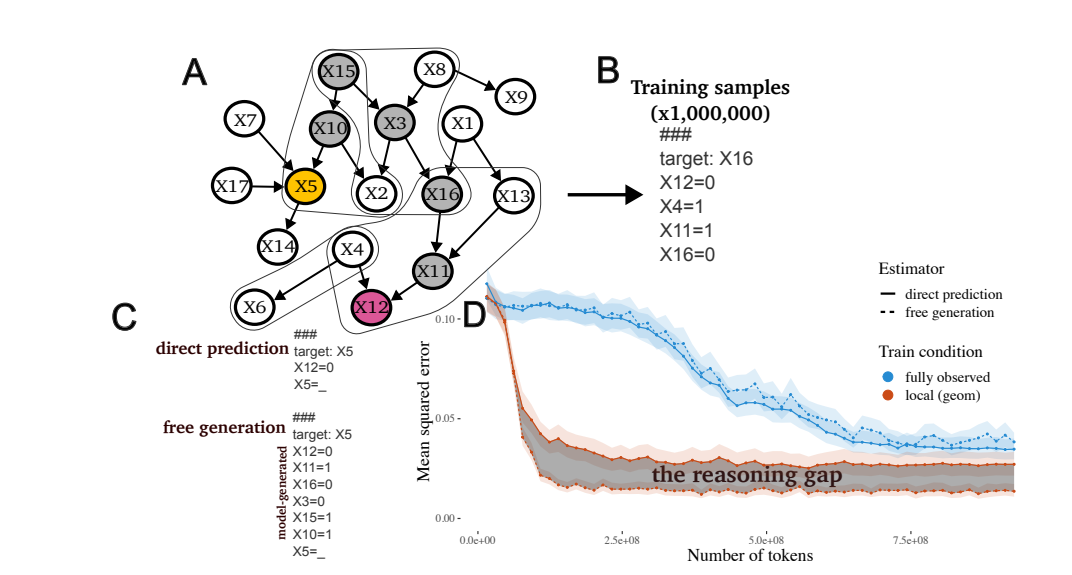 A
X15
X8
X9
X7
X10
X3
X1
X17
X5
X2
X16
X13
X14
X4
X11
X6
X12
B
Training samples
(x1,000,000)
###
target: X16
X12=0
X4=1
X11=1
X16=0
C
direct prediction
###
target: X5
X12=0
X5=_
free generation
###
target: X5
model-generated
X12=0
X11=1
X16=0
X3=0
X15=1
X10=1
X5=_
D
Estimator
direct prediction
free generation
Train condition
fully observed
local (geom)
Mean squared error
0.10
0.05
0.00
the reasoning gap
0.0e+00
2.5e+08
5.0e+08
7.5e+08
Number of tokens